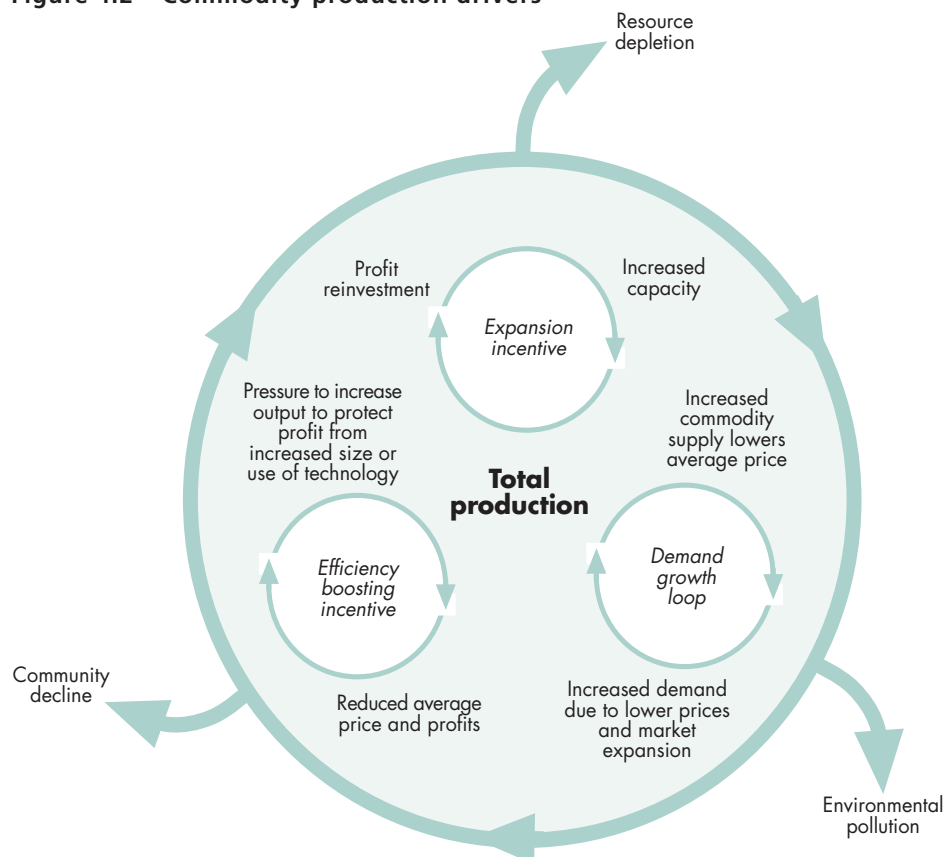 Figure 4.2 Commodity production drivers
Resource
depletion
Profit
reinvestment
Increased
capacity
Expansion
incentive
Pressure to increase
output to protect
profit from
increased size or
use of technology
Increased
commodity
supply lowers
average price
Total
production
Efficiency
boosting
incentive
Demand
growth
loop
Community
decline
Reduced average
price and profits
Increased demand
due to lower prices
and market
expansion
Environmental
pollution